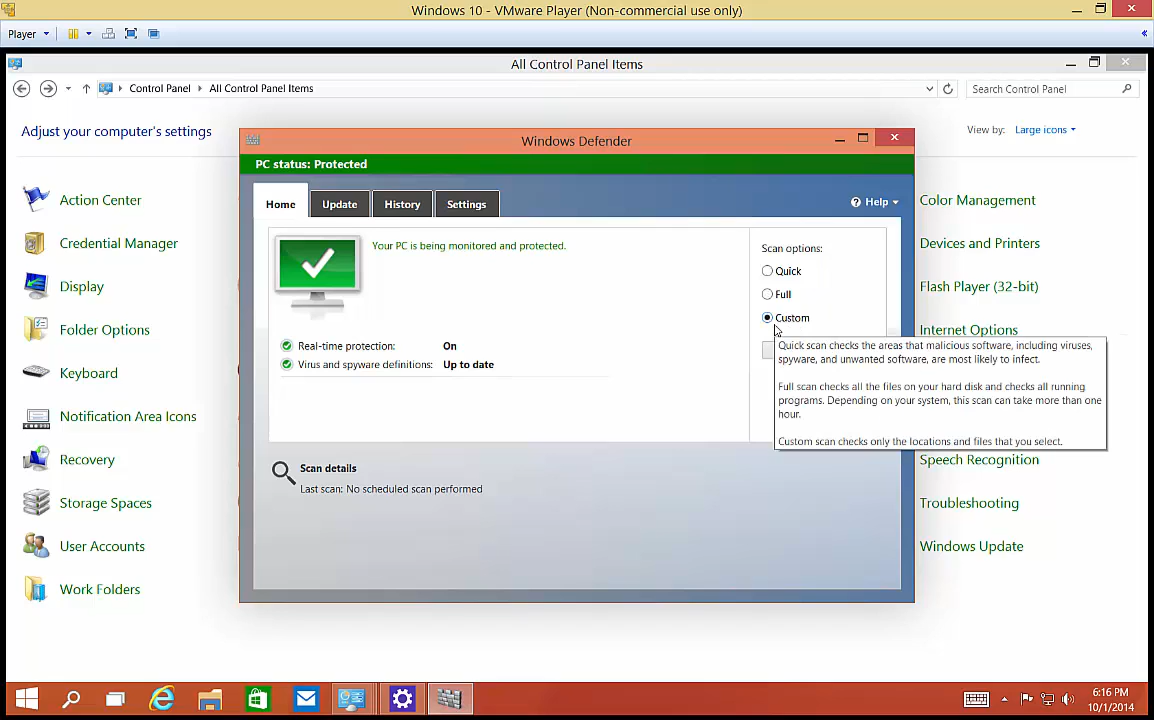 Windows 10 - VMware Player (Non-commercial use only)
Player
All Control Panel Items
Control Panel
All Control Panel Items
Search Control Panel
Adjust your computer's settings
View by:
Large icons
Windows Defender
PC status: Protected
Home
Update
History
Settings
Help
Your PC is being monitored and protected.
Real-time protection:
On
Virus and spyware definitions:
Up to date
Scan options:
Quick
Full
Custom
Quick scan checks the areas that malicious software, including viruses,
spyware, and unwanted software, are most likely to infect.
Full scan checks all the files on your hard disk and checks all running
programs. Depending on your system, this scan can take more than one
hour.
Custom scan checks only the locations and files that you select.
Scan details
Last scan: No scheduled scan performed
Action Center
Credential Manager
Display
Folder Options
Keyboard
Notification Area Icons
Recovery
Storage Spaces
User Accounts
Work Folders
Color Management
Devices and Printers
Flash Player (32-bit)
Internet Options
Speech Recognition
Troubleshooting
Windows Update
6:16 PM
10/1/2014